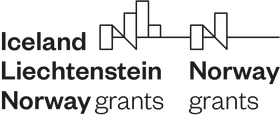 Iceland
Liechtenstein
Norway grants
Norway
grants